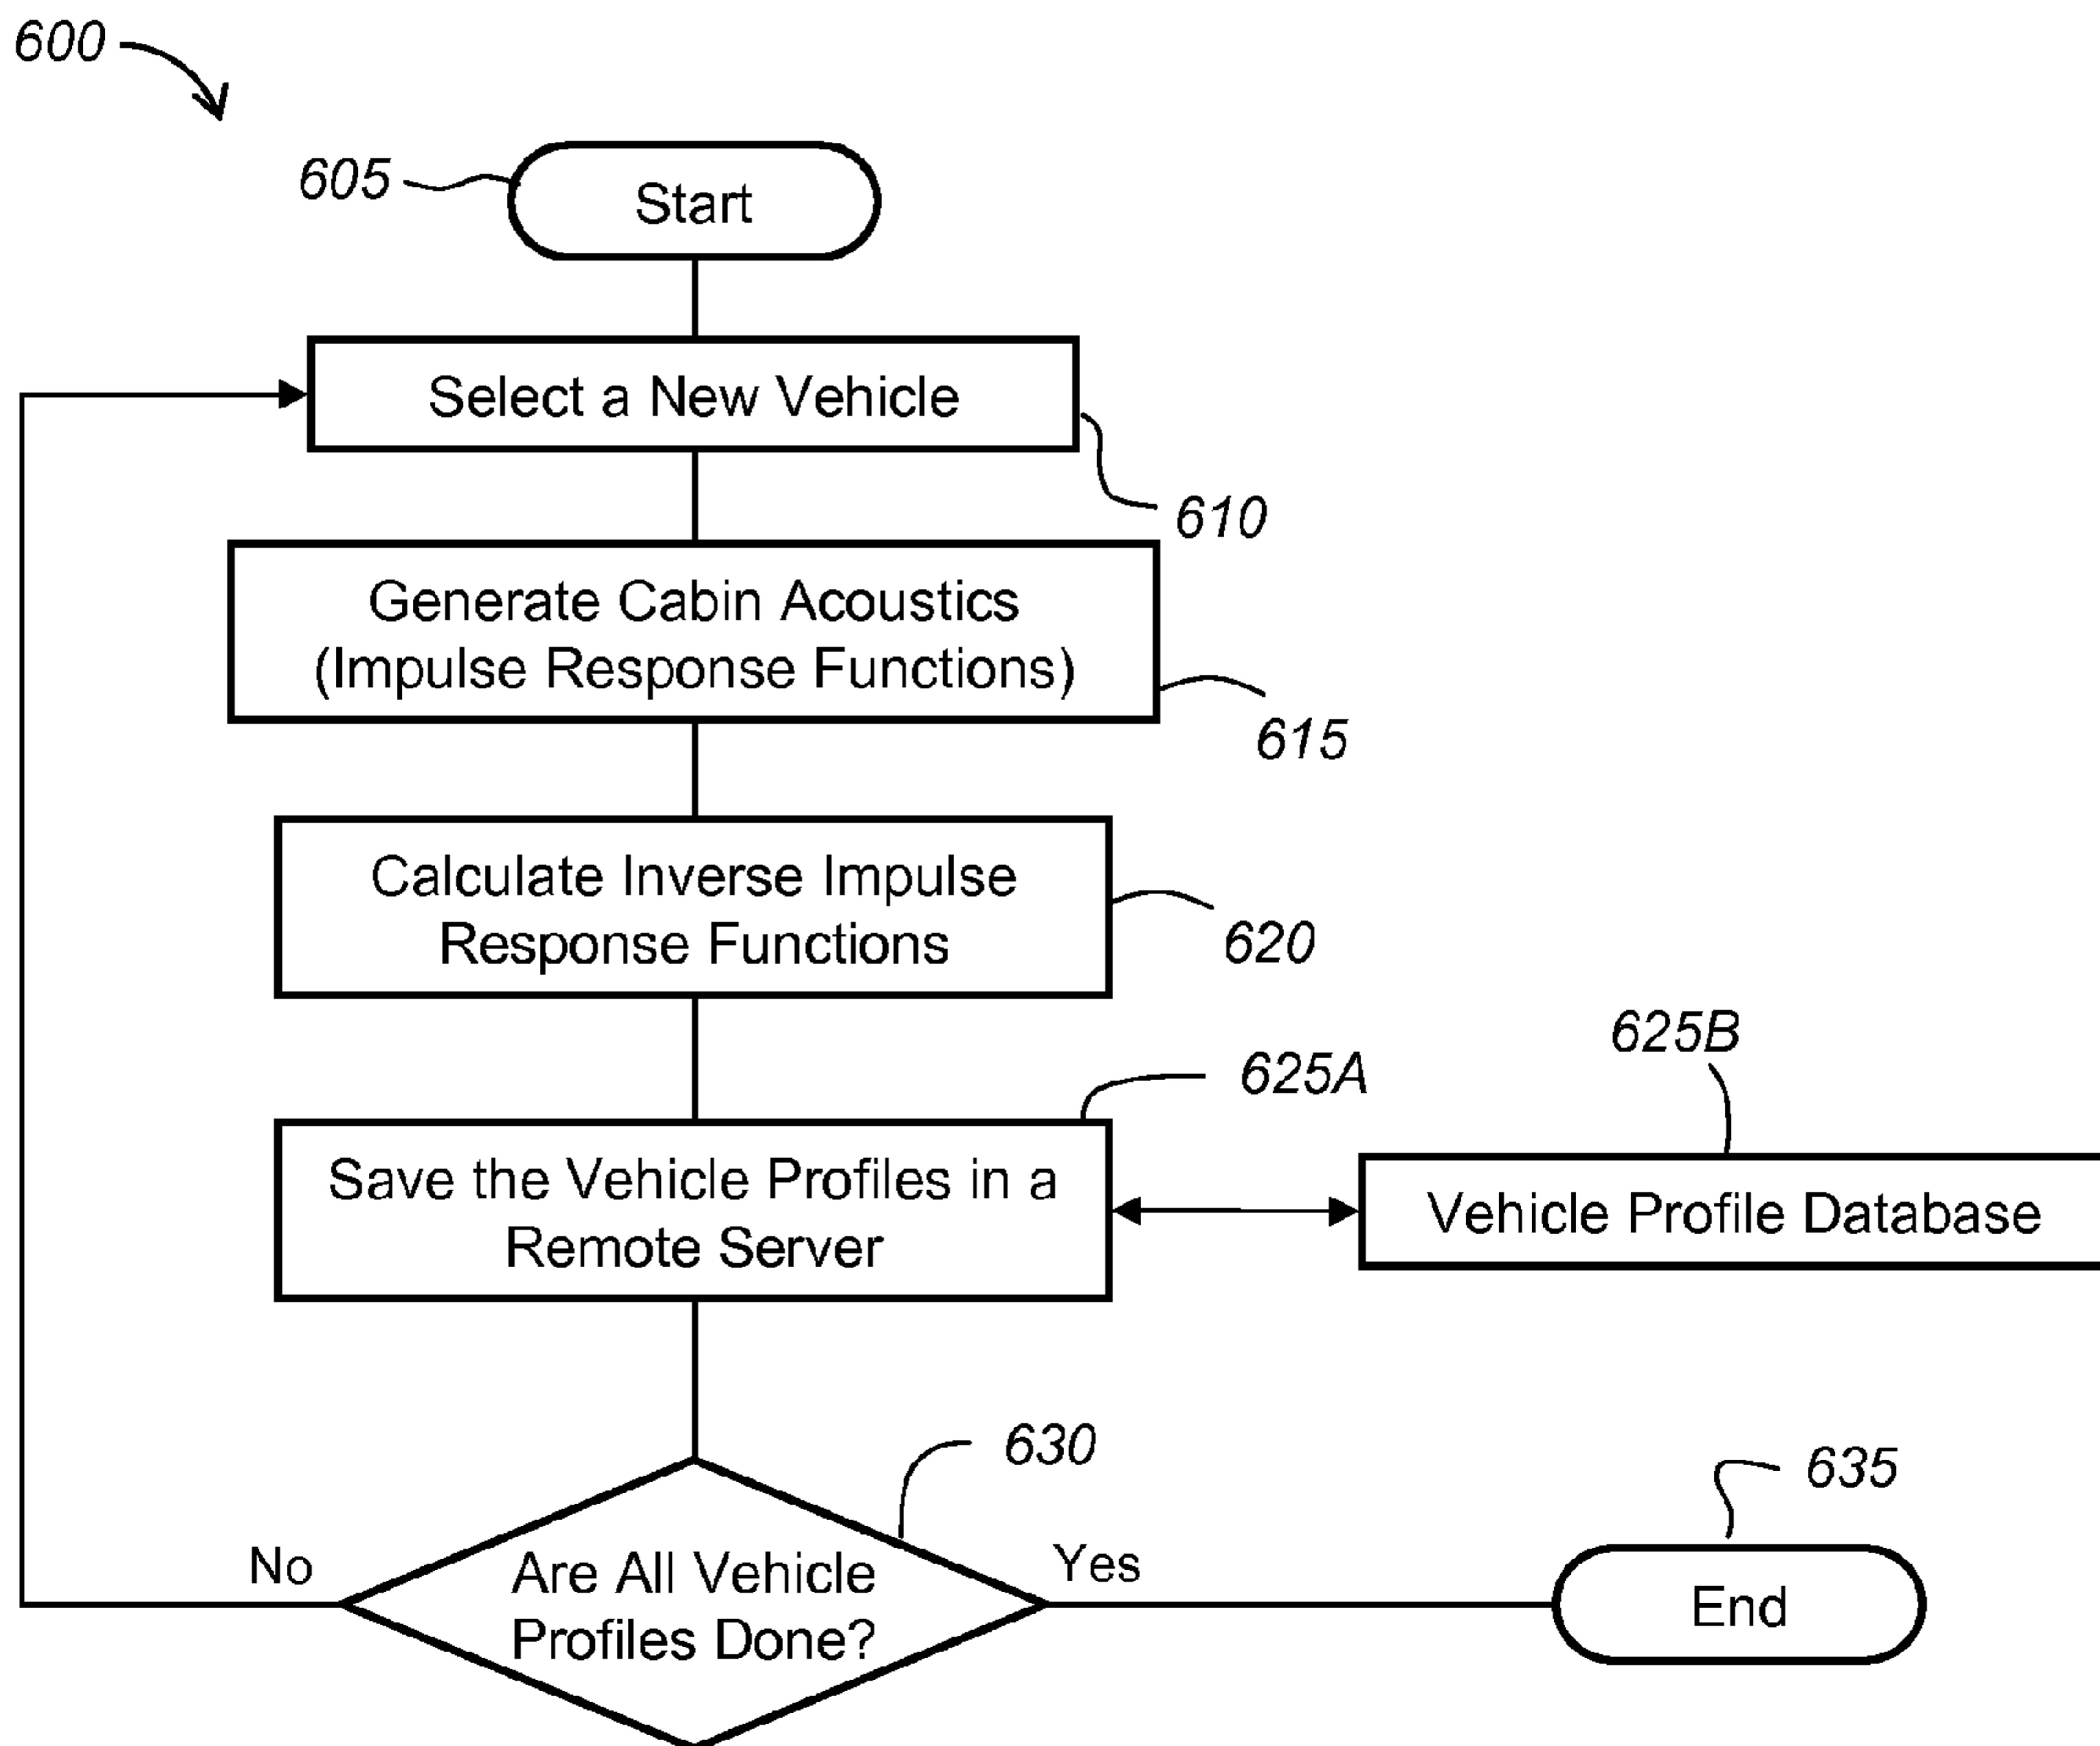 600
605
Start
Select a New Vehicle
610
Generate Cabin Acoustics
(Impulse Response Functions)
615
Calculate Inverse Impulse
Response Functions
620
625A
625B
Save the Vehicle Profiles in a
Remote Server
Vehicle Profile Database
630
635
No
Are All Vehicle
Profiles Done?
Yes
End